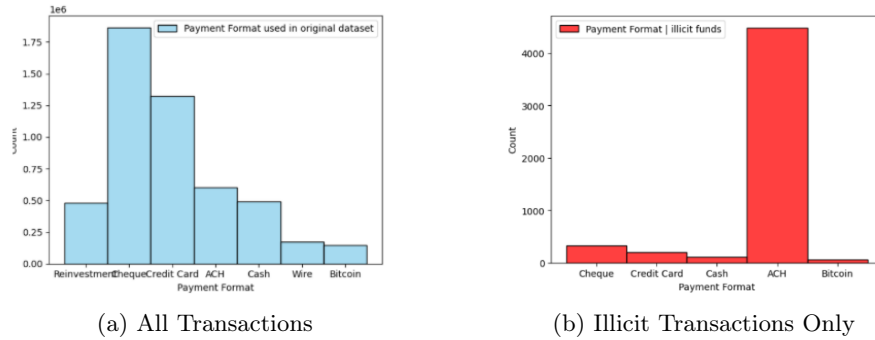 1e6
Payment Format used in original dataset
1.75
1.50
1.25
1.00
0.75
0.50
0.25
0.00
Count
Reinvestment Cheque Credit Card ACH Cash Wire Bitcoin
Payment Format
(a) All Transactions
Payment Format | illicit funds
4000
3000
2000
1000
0
Count
Cheque Credit Card Cash ACH Bitcoin
Payment Format
(b) Illicit Transactions Only